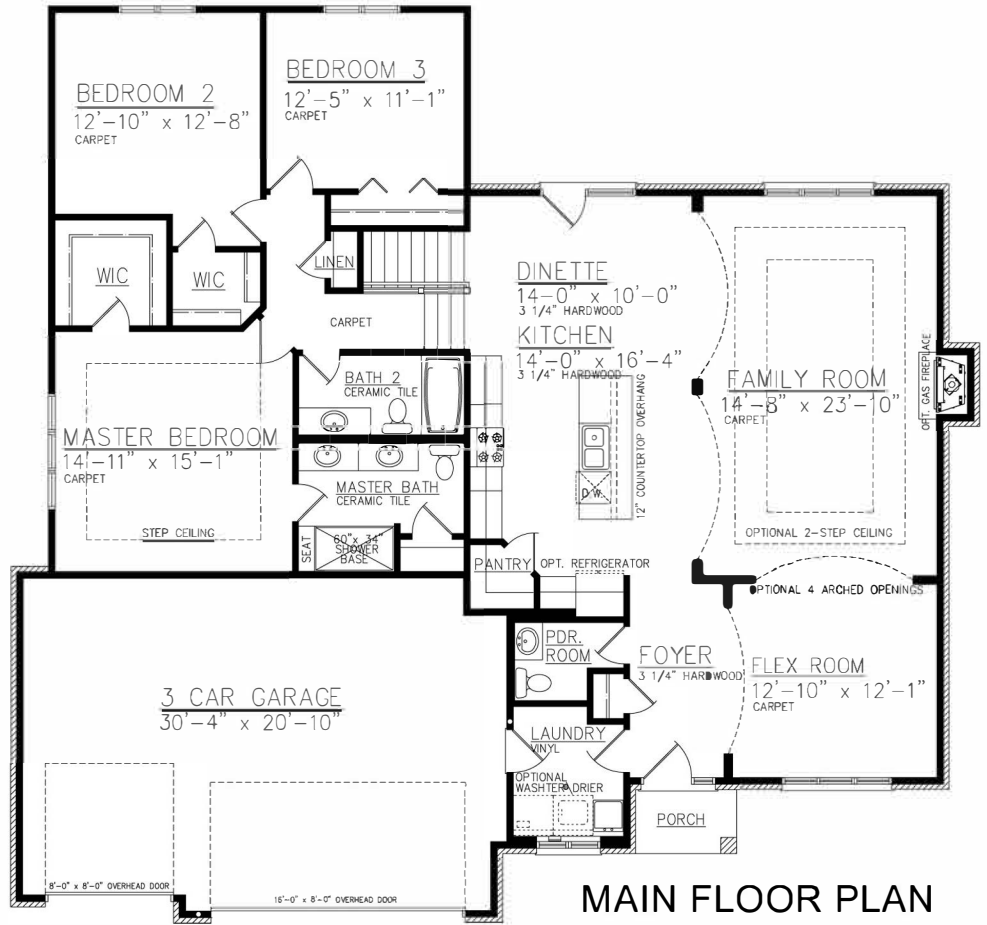 BEDROOM 2
12'-10" x 12'-8"
CARPET
BEDROOM 3
12'-5" x 11'-1"
CARPET
WIC
WIC
LINEN
CARPET
DINETTE
14-0" x 10'-0"
3 1/4" HARDWOOD
KITCHEN
14'-0" x 16'-4"
3 1/4" HARDWOOD
12" COUNTERTOP OVERHANG
D.W.
FAMILY ROOM
14'-8" x 23'-10"
CARPET
OPTIONAL 2-STEP CEILING
OPT. GAS FIREPLACE
BATH 2
CERAMIC TILE
MASTER BEDROOM
14'-11" x 15'-1"
CARPET
STEP CEILING
MASTER BATH
CERAMIC TILE
SEAT
60"x 34"
SHOWER
BASE
PANTRY
OPT. REFRIGERATOR
OPTIONAL 4 ARCHED OPENINGS
PDR.
ROOM
FOYER
3 1/4" HARDWOOD
FLEX ROOM
12'-10" x 12'-1"
CARPET
3 CAR GARAGE
30'-4" x 20'-10"
LAUNDRY
VINYL
OPTIONAL
WASHTER DRIER
PORCH
8'-0" x 8'-0" OVERHEAD DOOR
16'-0" x 8'-0" OVERHEAD DOOR
MAIN FLOOR PLAN